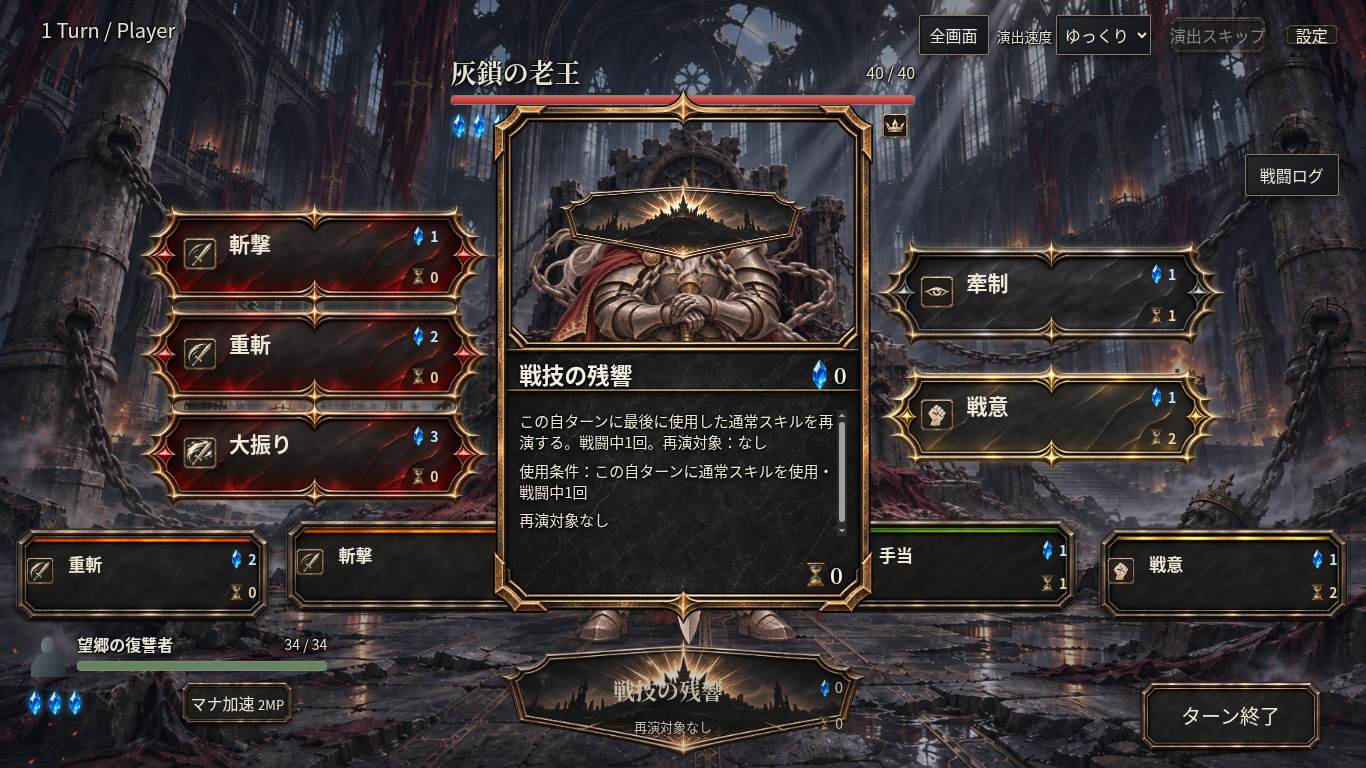 1 Turn / Player
全画面
演出速度
ゆっくり
演出スキップ
設定
灰鎖の老王
40 / 40
戦闘ログ
斬撃
1
0
重斬
2
0
大振り
3
0
牽制
1
1
戦意
1
2
戦技の残響
0
この自ターンに最後に使用した通常スキルを再
演する。戦闘中1回。再演対象：なし
使用条件：この自ターンに通常スキルを使用・
戦闘中1回
再演対象なし
0
重斬
2
0
斬撃
手当
1
1
戦意
1
2
望郷の復讐者
34 / 34
マナ加速 2MP
戦技の残響
0
再演対象なし
0
ターン終了